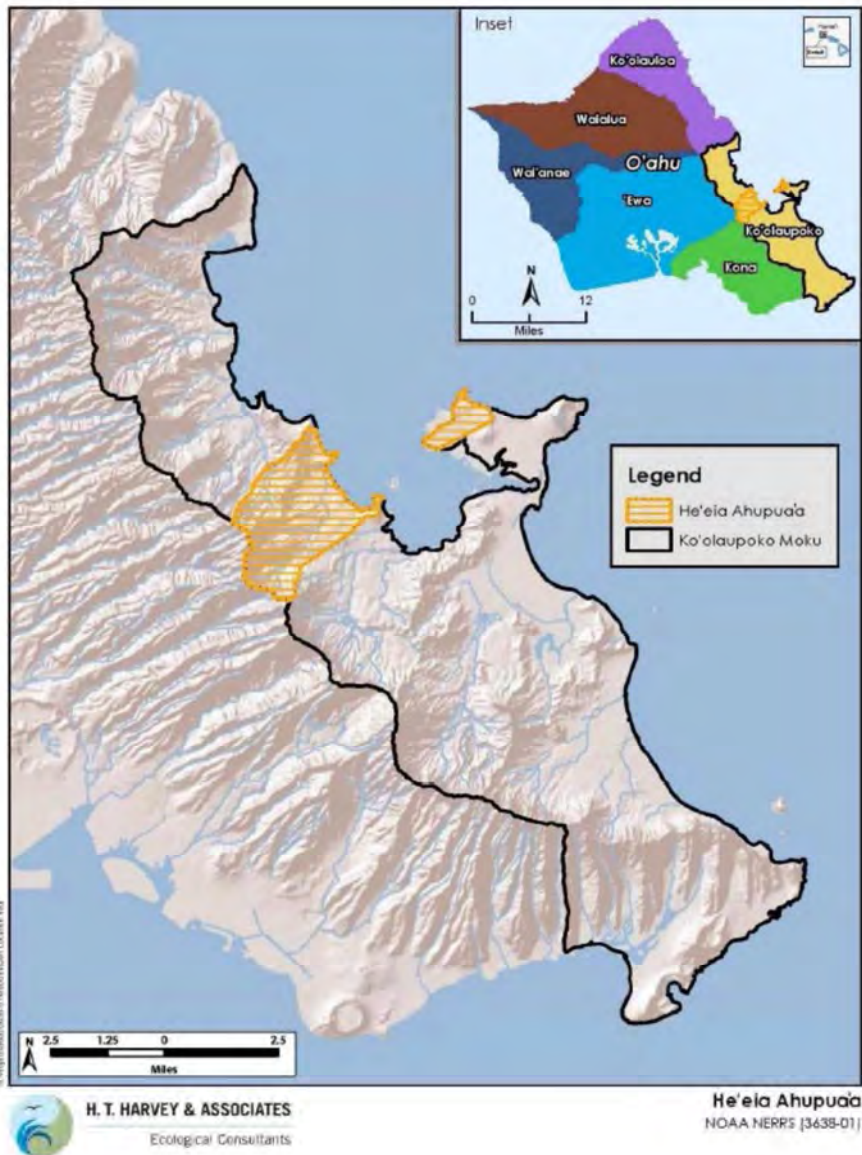 Inset
Ko'olauloa
Waialua
Wai'anae
O'ahu
'Ewa
Ko'olaupoko
Kona
N
0 12
Miles
Legend
He'eia Ahupua'a
Ko'olaupoko Moku
N 2.5 1.25 0 2.5
Miles
H. T. HARVEY & ASSOCIATES
Ecological Consultants
He'eia Ahupua'a
NOAA NERRS (3638-01)